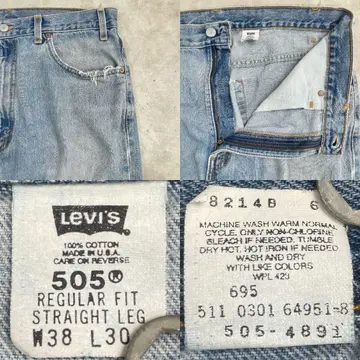 Levi's
100% COTTON
MADE IN U.S.A.
CARE ON REVERSE
505®
REGULAR FIT
STRAIGHT LEG
W38 L30
8214B 6
MACHINE WASH WARM NORMAL
CYCLE. ONLY NON-CHLORINE
BLEACH IF NEEDED. TUMBLE
DRY HOT. HOT IRON IF NEEDED
WASH AND DRY
WITH LIKE COLORS
WPL 423
695
511 0301 64951-8
505-4891